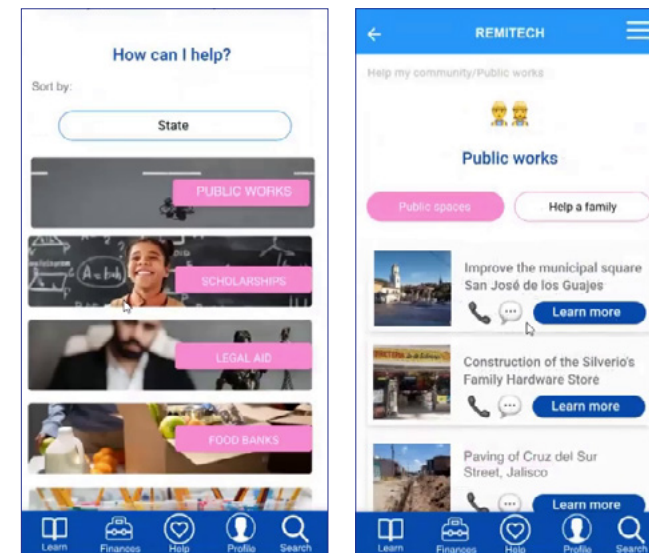 How can I help?
Sort by:
State
PUBLIC WORKS
SCHOLARSHIPS
LEGAL AID
FOOD BANKS
Learn Finances Help Profile Search
REMITECH
Help my community/Public works
Public works
Public spaces Help a family
Improve the municipal square
San José de los Guajes
Learn more
Construction of the Silverio's
Family Hardware Store
Learn more
Paving of Cruz del Sur
Street, Jalisco
Learn more
Learn Finances Help Profile Search